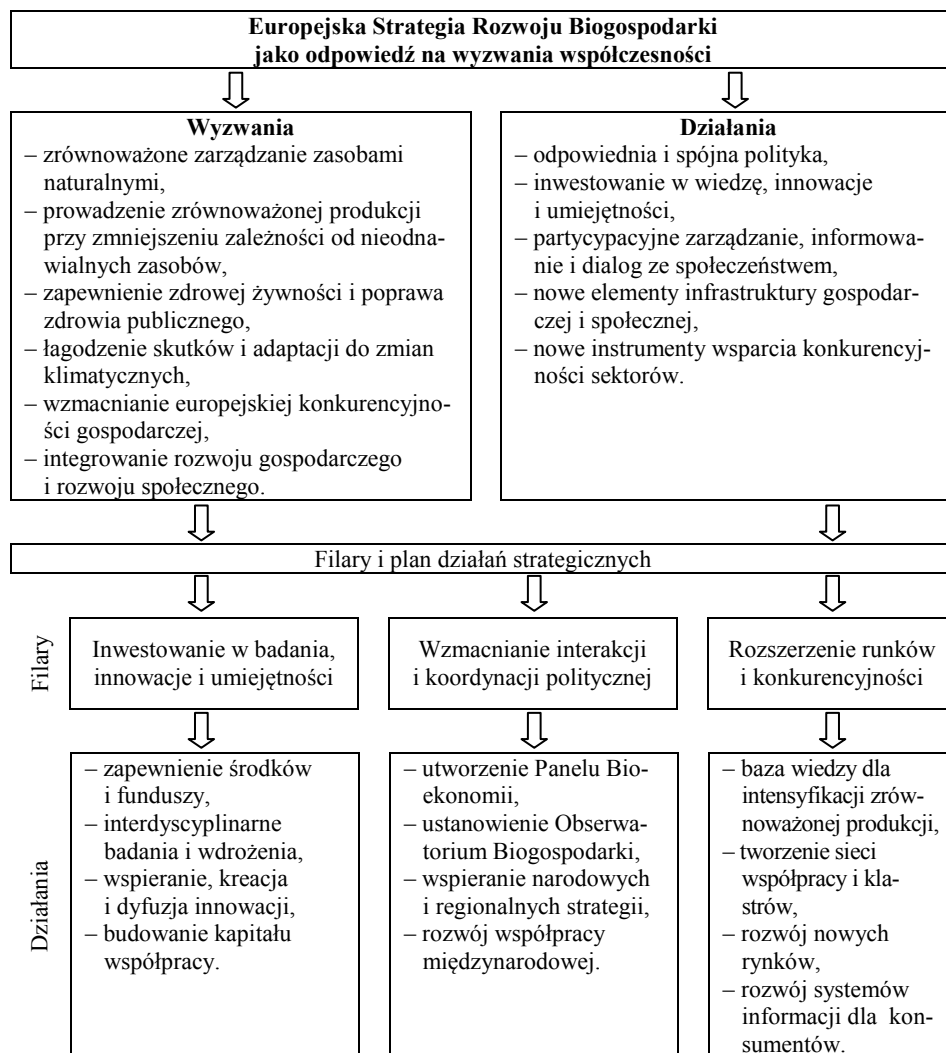 Europejska Strategia Rozwoju Biogospodarki
jako odpowiedź na wyzwania współczesności
Wyzwania
– zrównoważone zarządzanie zasobami
naturalnymi,
– prowadzenie zrównoważonej produkcji
przy zmniejszeniu zależności od nieodna-
wialnych zasobów,
– zapewnienie zdrowej żywności i poprawa
zdrowia publicznego,
– łagodzenie skutków i adaptacji do zmian
klimatycznych,
– wzmacnianie europejskiej konkurencyjno-
ści gospodarczej,
– integrowanie rozwoju gospodarczego
i rozwoju społecznego.
Działania
– odpowiednia i spójna polityka,
– inwestowanie w wiedzę, innowacje
i umiejętności,
– partycypacyjne zarządzanie, informowa-
nie i dialog ze społeczeństwem,
– nowe elementy infrastruktury gospodar-
czej i społecznej,
– nowe instrumenty wsparcia konkurencyj-
ności sektorów.
Filary i plan działań strategicznych
Filary
Inwestowanie w badania,
innowacje i umiejętności
Wzmacnianie interakcji
i koordynacji politycznej
Rozszerzenie runków
i konkurencyjności
Działania
– zapewnienie środków
i funduszy,
– interdyscyplinarne
badania i wdrożenia,
– wspieranie, kreacja
i dyfuzja innowacji,
– budowanie kapitału
współpracy.
– utworzenie Panelu Bio-
ekonomii,
– ustanowienie Obserwa-
torium Biogospodarki,
– wspieranie narodowych
i regionalnych strategii,
– rozwój współpracy
międzynarodowej.
– baza wiedzy dla
intensyfikacji zrów-
noważonej produkcji,
– tworzenie sieci
współpracy i kla-
strów,
– rozwój nowych
rynków,
– rozwój systemów
informacji dla kon-
sumentów.